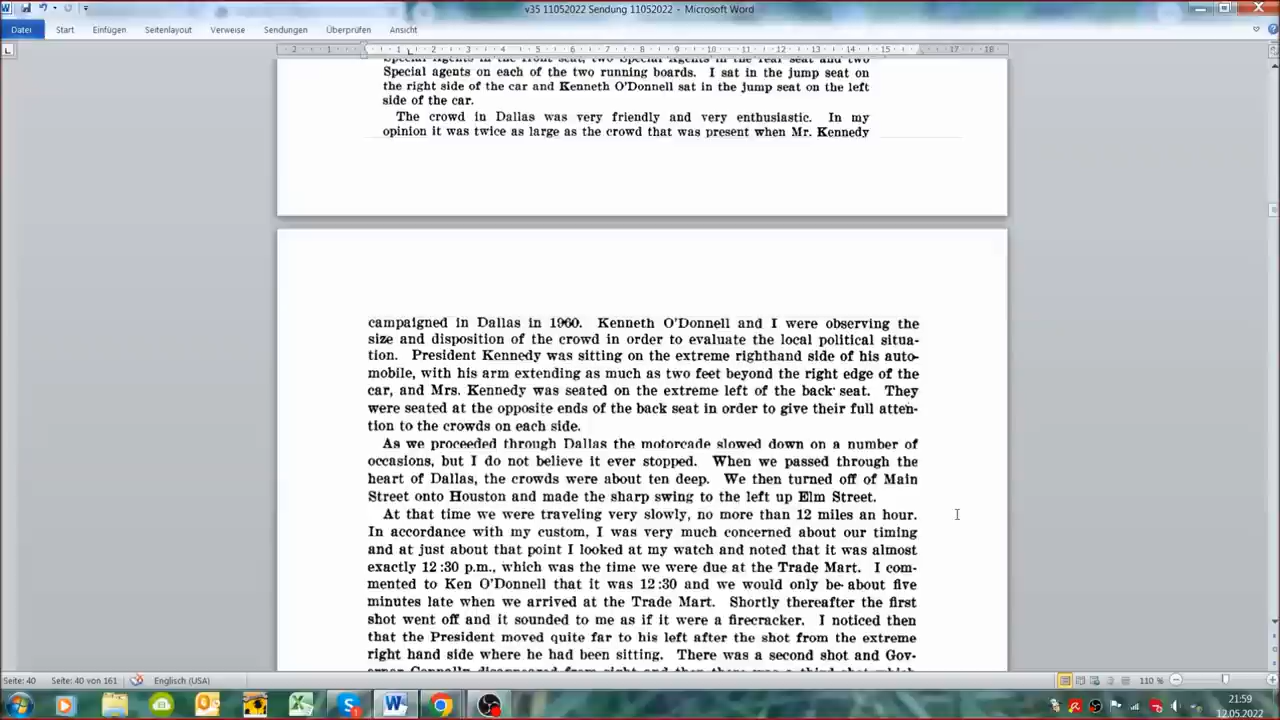 v35 11052022 Sendung 11052022 - Microsoft Word
Datei Start Einfügen Seitenlayout Verweise Sendungen Überprüfen Ansicht
2 1 1 2 3 4 5 6 7 8 9 10 11 12 13 14 15 17 18
Special agents on each of the two running boards. I sat in the jump seat on
the right side of the car and Kenneth O'Donnell sat in the jump seat on the left
side of the car.
The crowd in Dallas was very friendly and very enthusiastic. In my
opinion it was twice as large as the crowd that was present when Mr. Kennedy
campaigned in Dallas in 1960. Kenneth O'Donnell and I were observing the
size and disposition of the crowd in order to evaluate the local political situa-
tion. President Kennedy was sitting on the extreme righthand side of his auto-
mobile, with his arm extending as much as two feet beyond the right edge of the
car, and Mrs. Kennedy was seated on the extreme left of the back seat. They
were seated at the opposite ends of the back seat in order to give their full atten-
tion to the crowds on each side.
As we proceeded through Dallas the motorcade slowed down on a number of
occasions, but I do not believe it ever stopped. When we passed through the
heart of Dallas, the crowds were about ten deep. We then turned off of Main
Street onto Houston and made the sharp swing to the left up Elm Street.
At that time we were traveling very slowly, no more than 12 miles an hour.
In accordance with my custom, I was very much concerned about our timing
and at just about that point I looked at my watch and noted that it was almost
exactly 12:30 p.m., which was the time we were due at the Trade Mart. I com-
mented to Ken O'Donnell that it was 12:30 and we would only be about five
minutes late when we arrived at the Trade Mart. Shortly thereafter the first
shot went off and it sounded to me as if it were a firecracker. I noticed then
that the President moved quite far to his left after the shot from the extreme
right hand side where he had been sitting. There was a second shot and Gov-
Seite: 40 Seite: 40 von 161 Englisch (USA) 110 %
21:59
12.05.2022